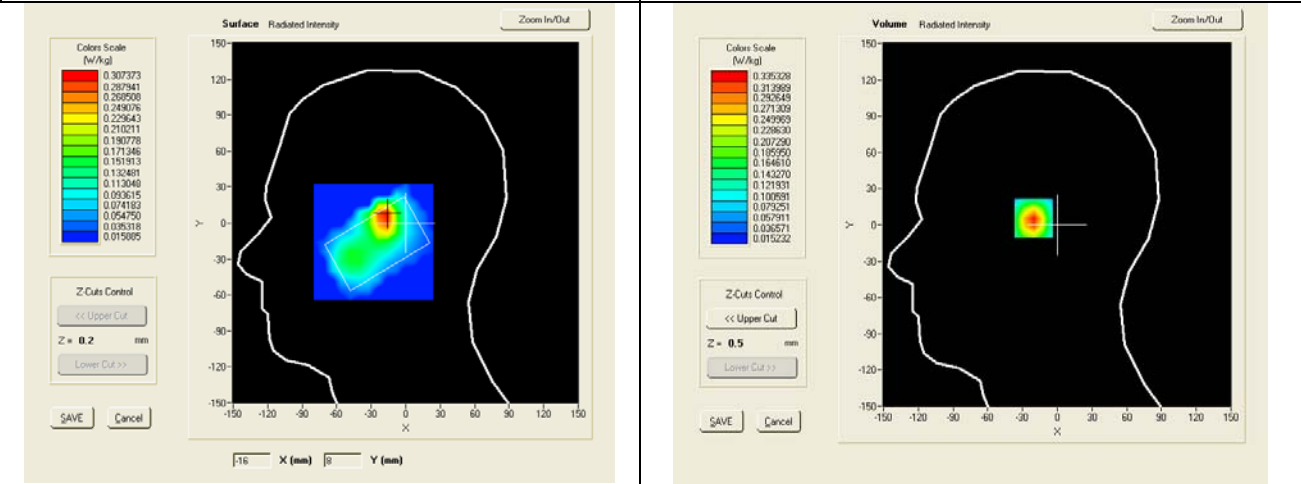 Surface Radiated Intensity
Zoom In/Out
Colors Scale
(W/kg)
0.307373
0.287941
0.268508
0.249076
0.229643
0.210211
0.190778
0.171346
0.151913
0.132481
0.113048
0.093615
0.074183
0.054750
0.035318
0.015885
Z-Cuts Control
<< Upper Cut
Z = 0.2 mm
Lower Cut >>
SAVE Cancel
150
120
90
60
30
0
-30
-60
-90
-120
-150
Y
-150 -120 -90 -60 -30 0 30 60 90 120 150
X
-16 X (mm) 8 Y (mm)
Volume Radiated Intensity
Zoom In/Out
Colors Scale
(W/kg)
0.335328
0.313989
0.292649
0.271309
0.249969
0.228630
0.207290
0.185950
0.164610
0.143270
0.121931
0.100591
0.079251
0.057911
0.036571
0.015232
Z-Cuts Control
<< Upper Cut
Z = 0.5 mm
Lower Cut >>
SAVE Cancel
150
120
90
60
30
0
-30
-60
-90
-120
-150
Y
-150 -120 -90 -60 -30 0 30 60 90 120 150
X